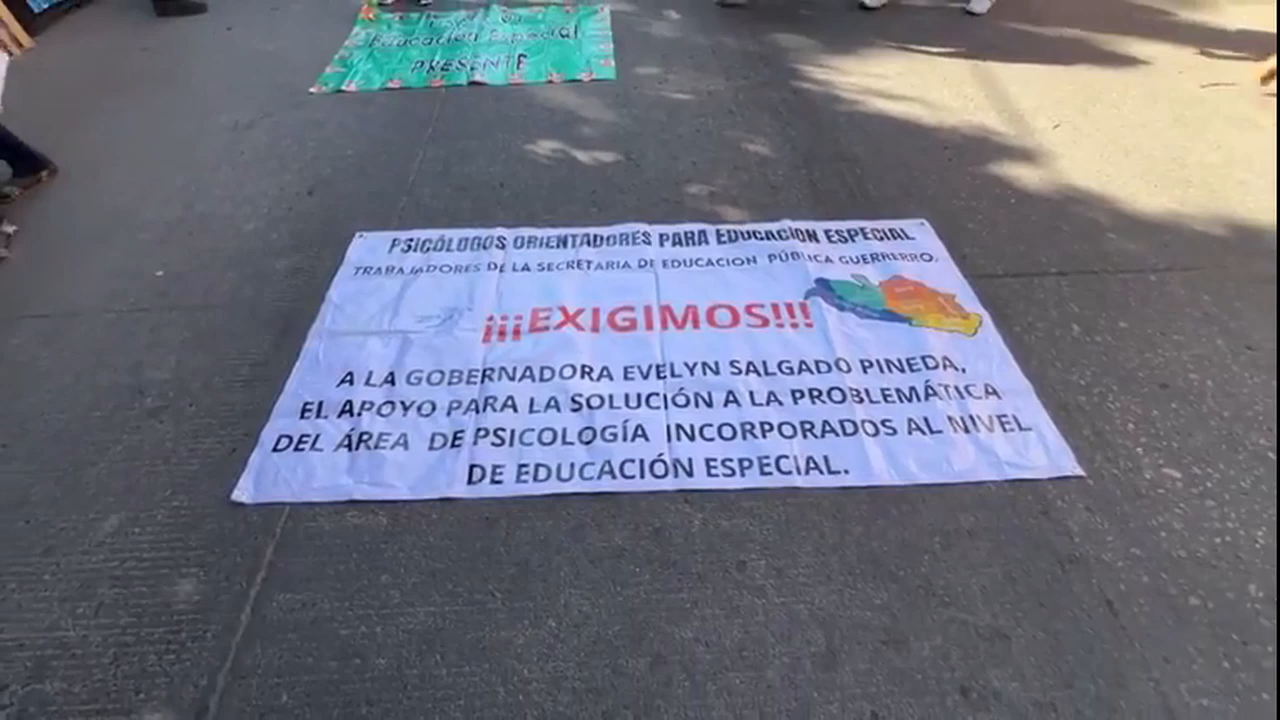 Educación Especial
PRESENTE
PSICÓLOGOS ORIENTADORES PARA EDUCACIÓN ESPECIAL
TRABAJADORES DE LA SECRETARIA DE EDUCACION PÚBLICA GUERRERRO,
¡¡¡EXIGIMOS!!!
A LA GOBERNADORA EVELYN SALGADO PINEDA,
EL APOYO PARA LA SOLUCIÓN A LA PROBLEMÁTICA
DEL ÁREA DE PSICOLOGÍA INCORPORADOS AL NIVEL
DE EDUCACIÓN ESPECIAL.